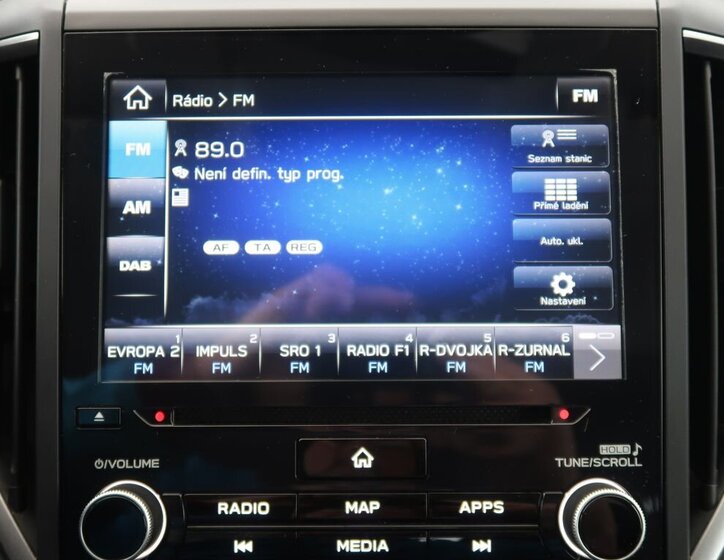 Rádio > FM
FM
FM
89.0
Seznam stanic
Není defin. typ prog.
AM
Přímé ladění
AF TA REG
Auto. ukl.
DAB
Nastavení
1 2 3 4 5 6
EVROPA 2 IMPULS SRO 1 RADIO F1 R-DVOJKA R-ZURNAL
FM FM FM FM FM FM
HOLD
/VOLUME
TUNE/SCROLL
RADIO MAP APPS
MEDIA